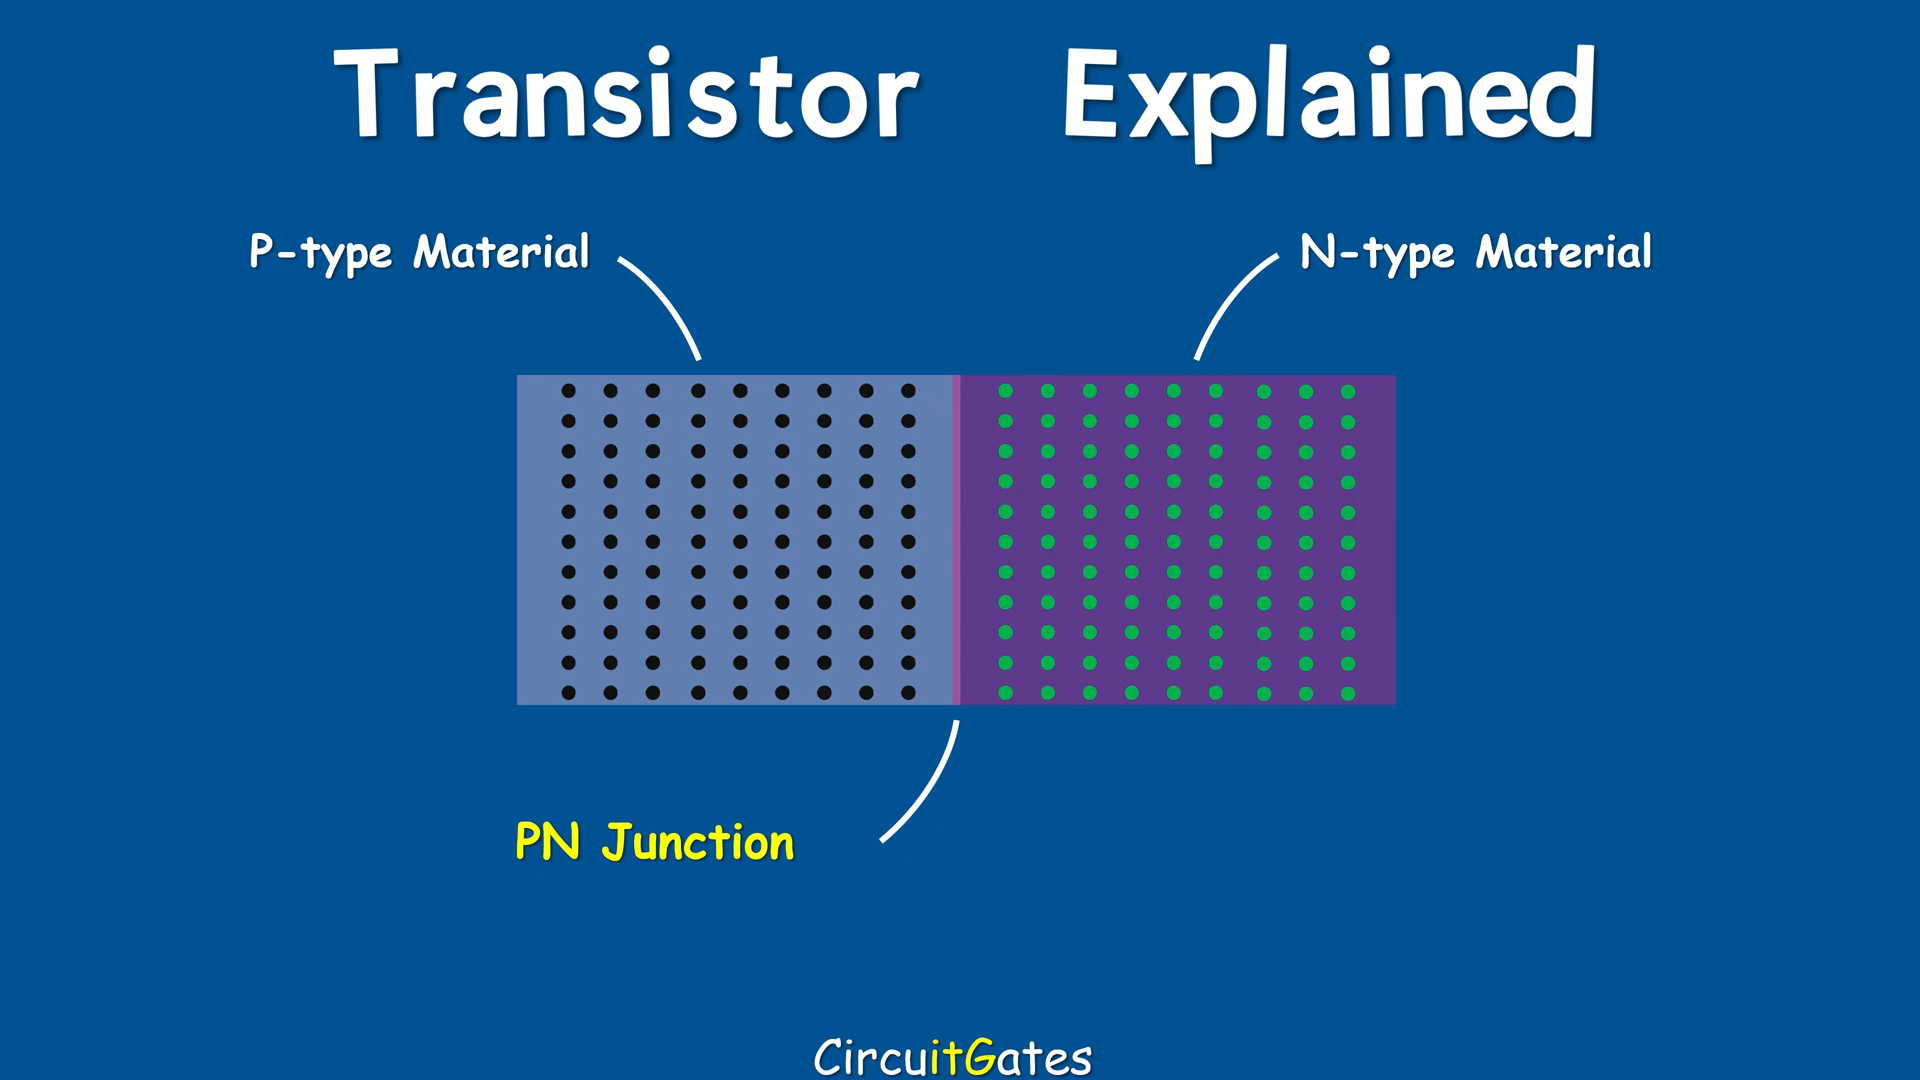 Transistor Explained
P-type Material
N-type Material
PN Junction
CircuitGates